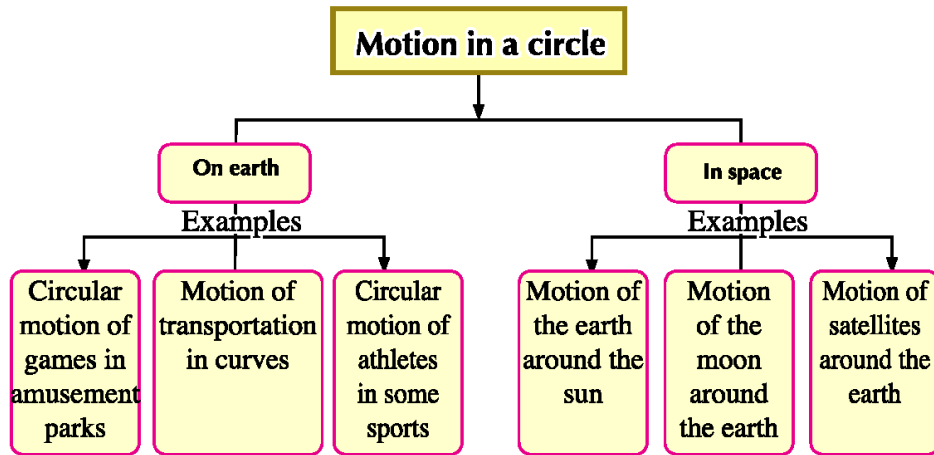 Motion in a circle
On earth
In space
Examples
Examples
Circular
motion of
games in
amusement
parks
Motion of
transportation
in curves
Circular
motion of
athletes
in some
sports
Motion of
the earth
around the
sun
Motion
of the
moon
around
the earth
Motion of
satellites
around the
earth